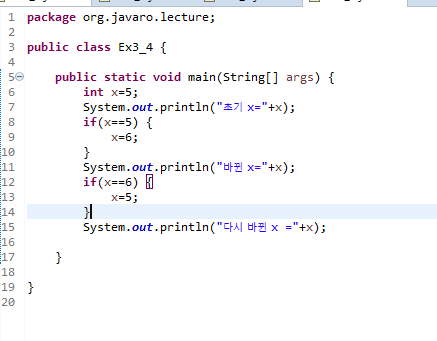 1 package org.javaro.lecture;
2
3 public class Ex3_4 {
4
5 public static void main(String[] args) {
6 int x=5;
7 System.out.println("초기 x="+x);
8 if(x==5) {
9 x=6;
10 }
11 System.out.println("바뀐 x="+x);
12 if(x==6) {
13 x=5;
14 }
15 System.out.println("다시 바뀐 x ="+x);
16
17 }
18
19 }
20